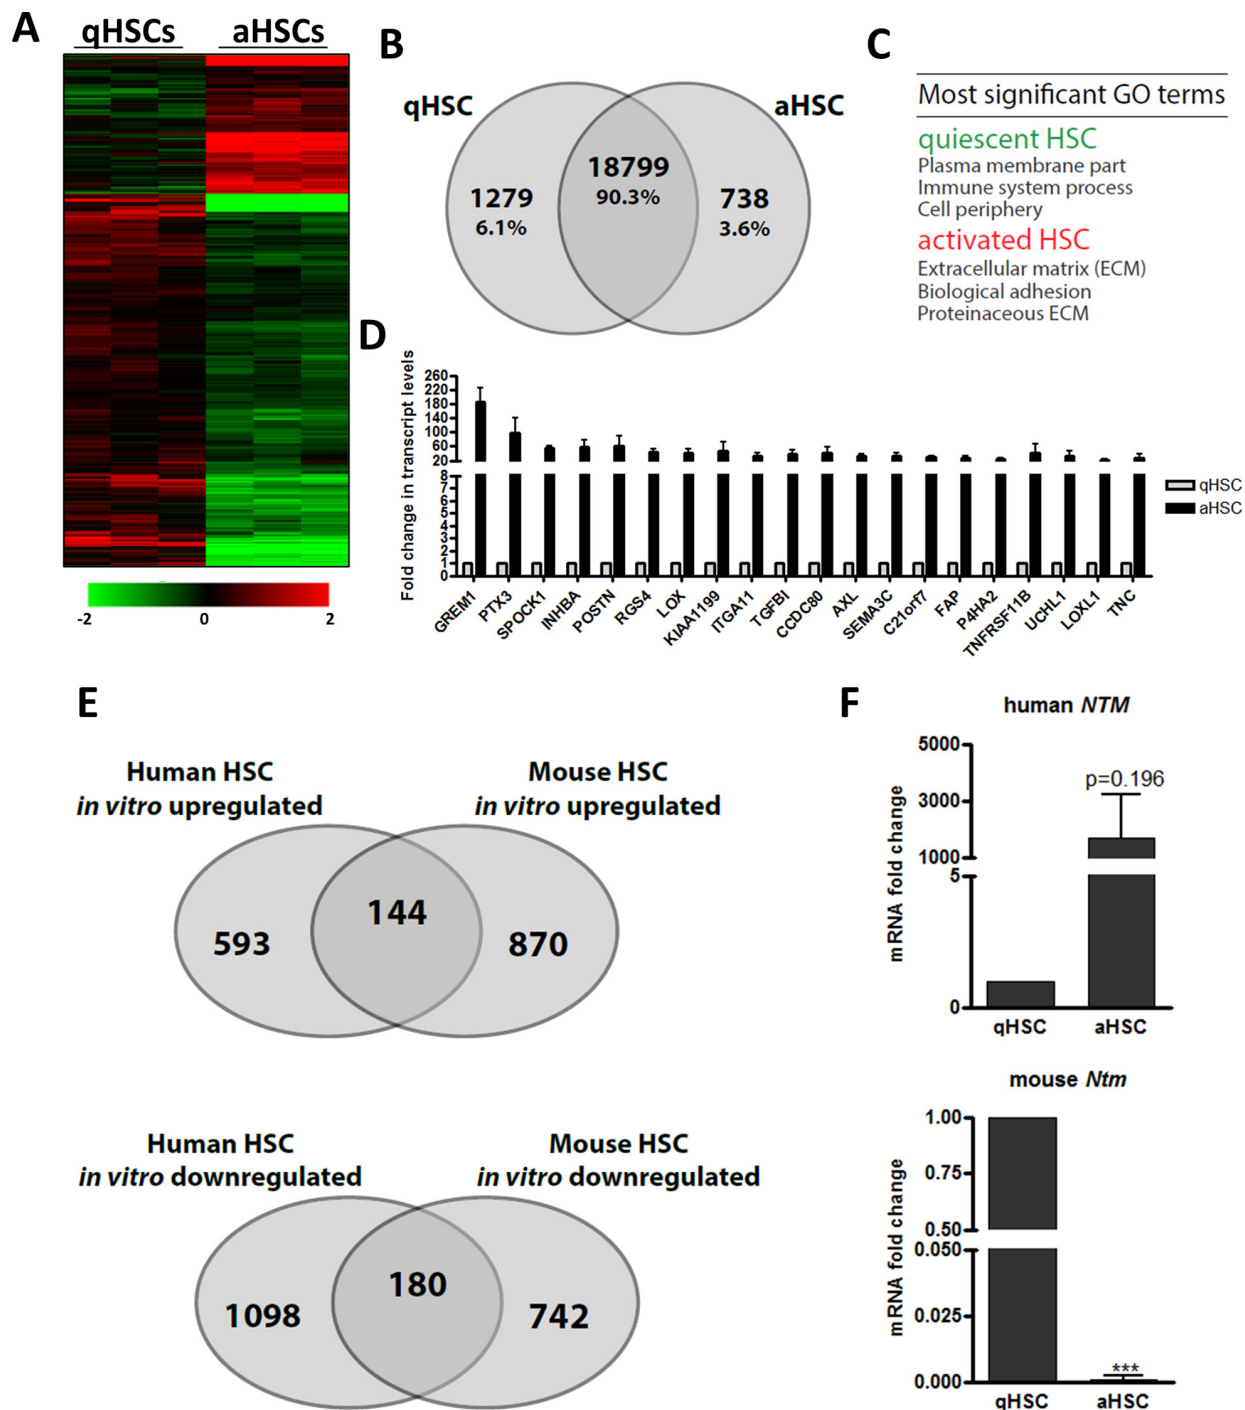 A
qHSCs
aHSCs
-2
0
2
B
qHSC
aHSC
1279
6.1%
18799
90.3%
738
3.6%
C
Most significant GO terms
quiescent HSC
Plasma membrane part
Immune system process
Cell periphery
activated HSC
Extracellular matrix (ECM)
Biological adhesion
Proteinaceous ECM
D
Fold change in transcript levels
260
220
180
140
100
60
20
8
7
6
5
4
3
2
1
0
GREM1
PTX3
SPOCK1
INHBA
POSTN
RGS4
LOX
KIAA1199
ITGA11
TGFBI
CCDC80
AXL
SEMA3C
C21orf7
FAP
P4HA2
TNFRSF11B
UCHL1
LOXL1
TNC
qHSC
aHSC
E
Human HSC
in vitro upregulated
Mouse HSC
in vitro upregulated
593
144
870
Human HSC
in vitro downregulated
Mouse HSC
in vitro downregulated
1098
180
742
F
human NTM
mRNA fold change
5000
3000
1000
5
0
p=0.196
qHSC
aHSC
mouse Ntm
mRNA fold change
1.00
0.75
0.50
0.050
0.025
0.000
***
qHSC
aHSC